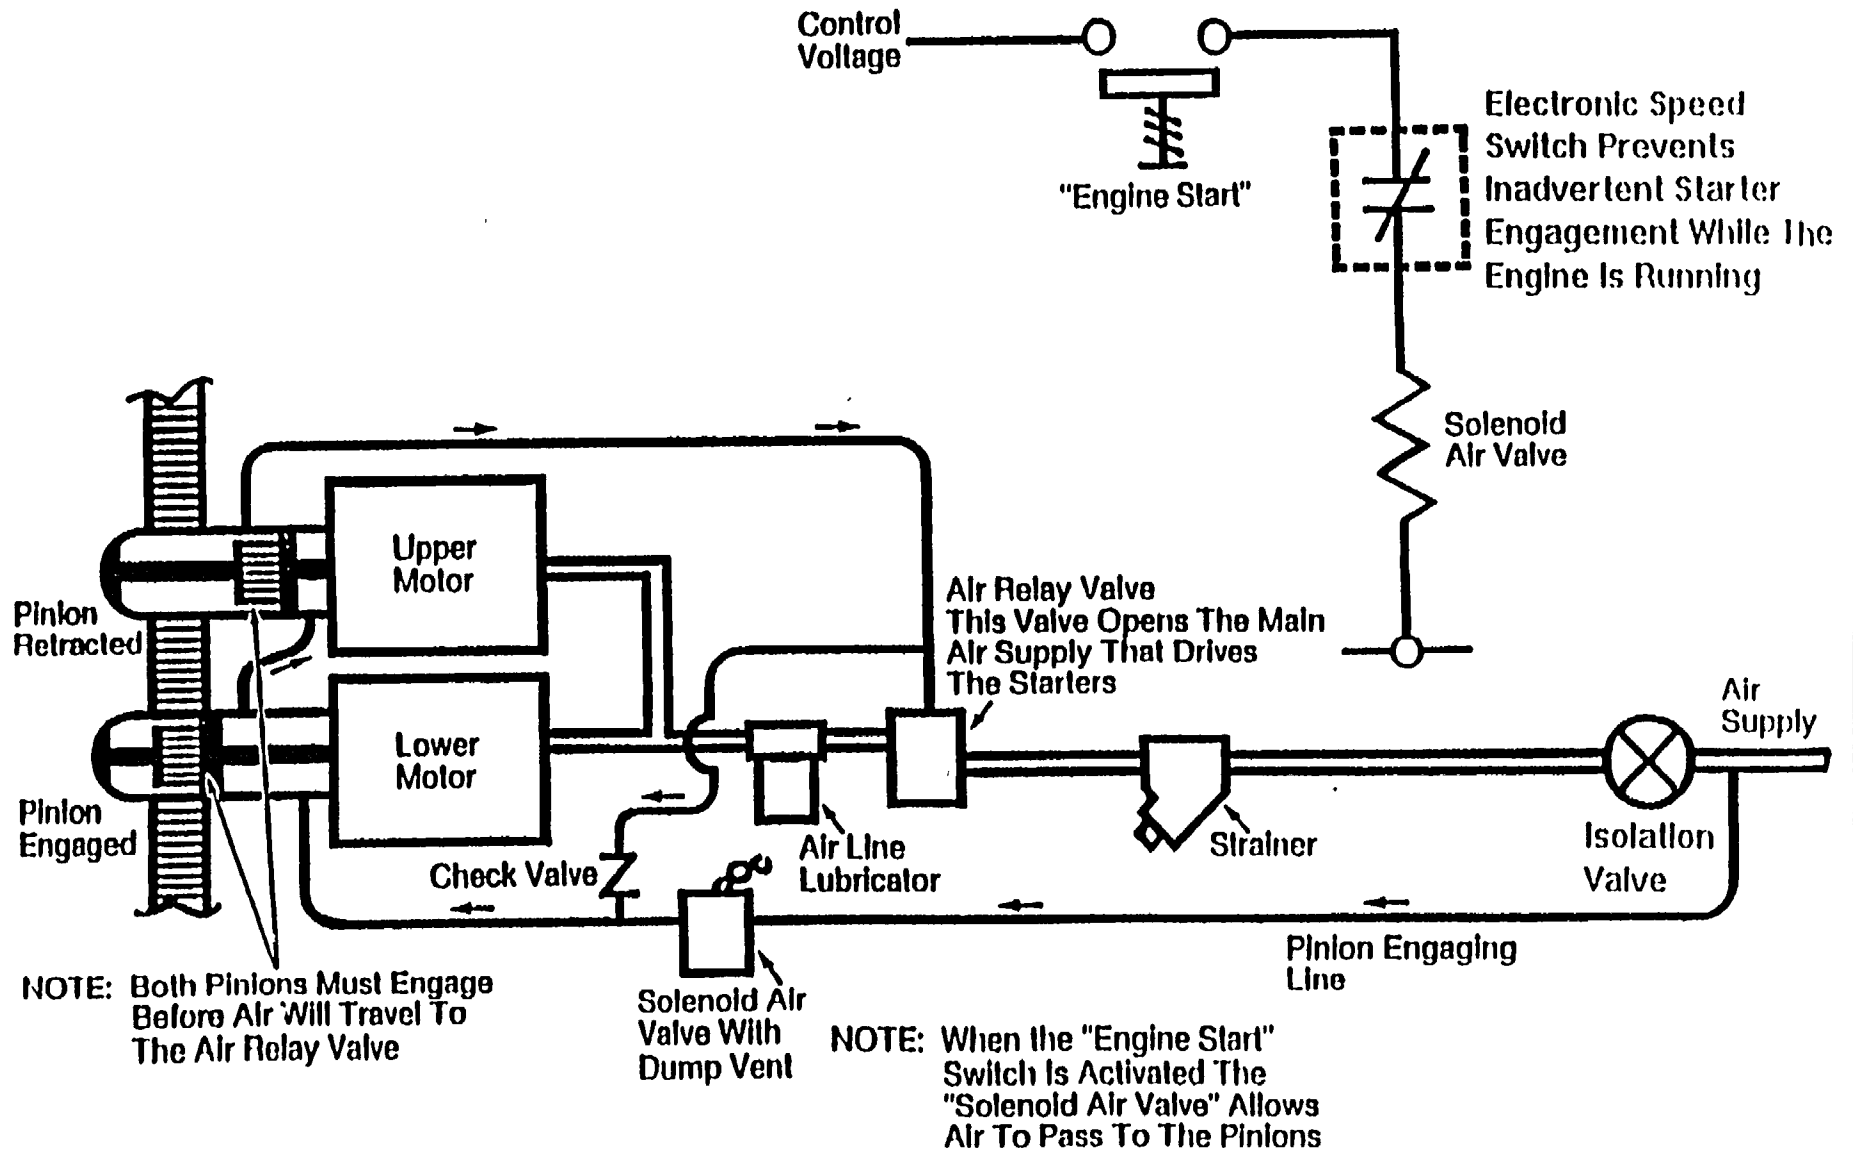 Control
Voltage
"Engine Start"
Electronic Speed
Switch Prevents
Inadvertent Starter
Engagement While The
Engine Is Running
Solenoid
Air Valve
Upper
Motor
Pinion
Retracted
Lower
Motor
Pinion
Engaged
Air Relay Valve
This Valve Opens The Main
Air Supply That Drives
The Starters
Air
Supply
Check Valve
Air Line
Lubricator
Strainer
Isolation
Valve
Pinion Engaging
Line
NOTE: Both Pinions Must Engage
Before Air Will Travel To
The Air Relay Valve
Solenoid Air
Valve With
Dump Vent
NOTE: When the "Engine Start"
Switch Is Activated The
"Solenoid Air Valve" Allows
Air To Pass To The Pinions